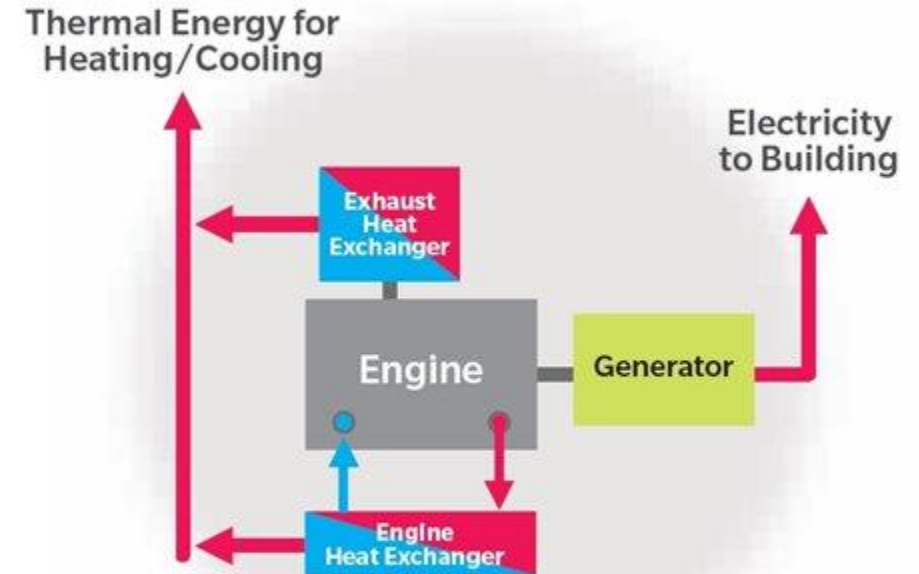 Thermal Energy for
Heating/Cooling
Electricity
to Building
Exhaust
Heat
Exchanger
Engine
Generator
Engine
Heat Exchanger